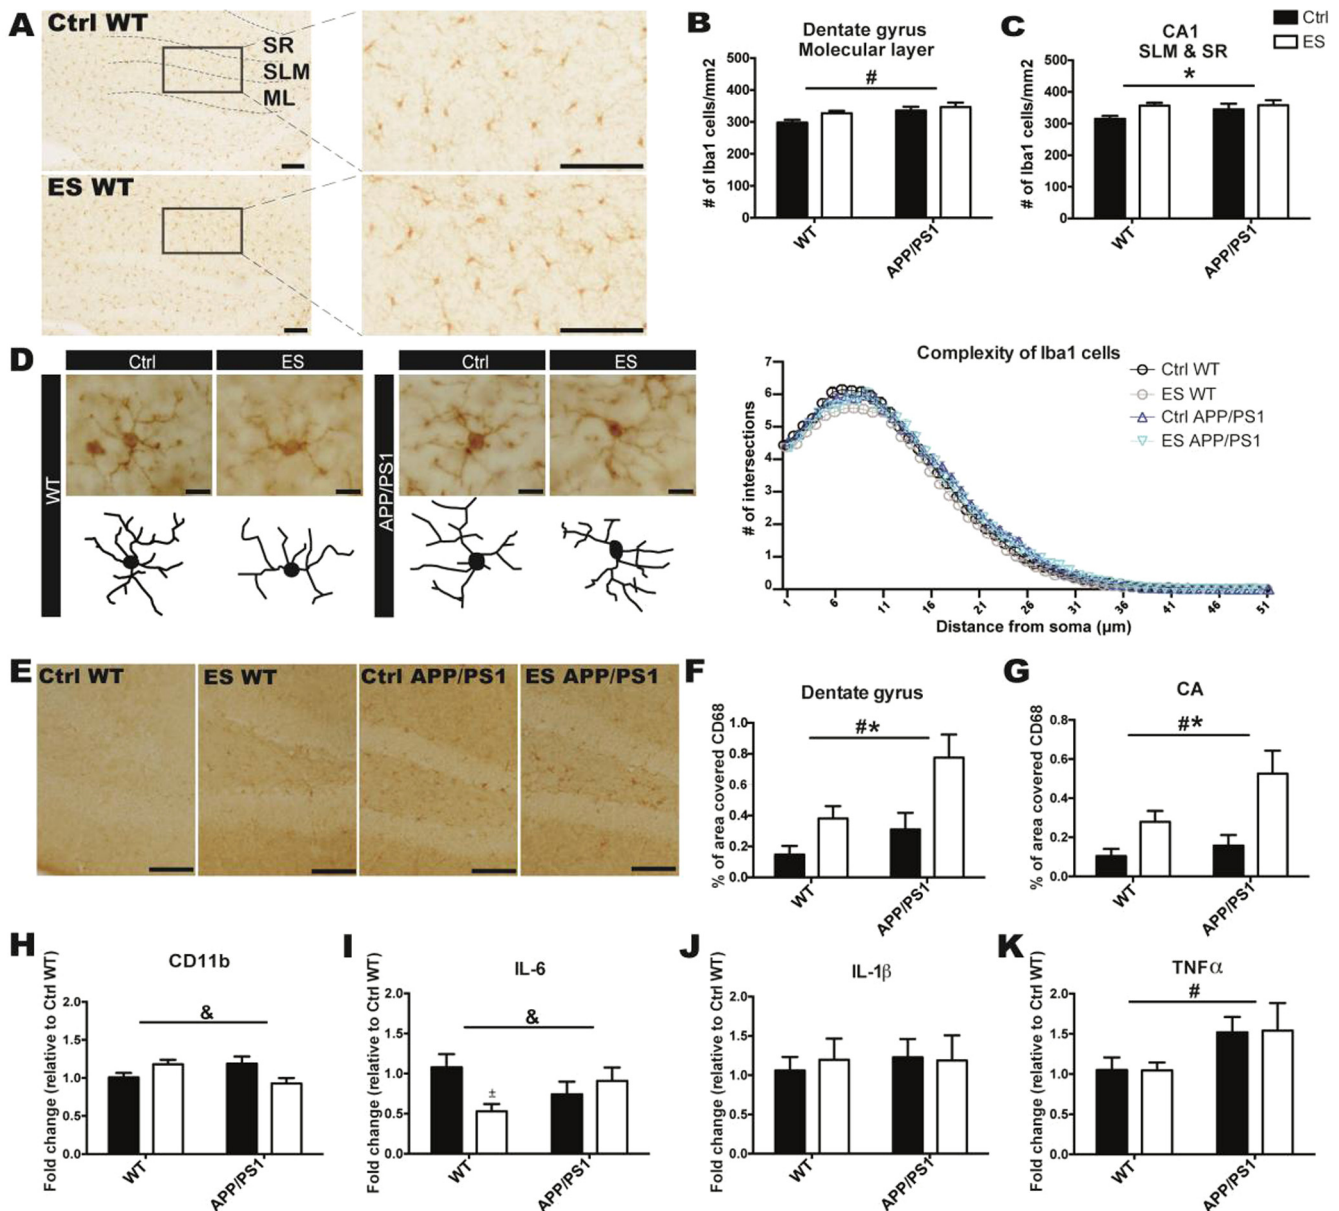 A
Ctrl WT
SR
SLM
ML
ES WT
B
Dentate gyrus
Molecular layer
# of Iba1 cells/mm2
500
400
300
200
100
0
#
WT
APP/PS1
C
CA1
SLM & SR
# of Iba1 cells/mm2
500
400
300
200
100
0
*
WT
APP/PS1
Ctrl
ES
D
Ctrl
ES
Ctrl
ES
WT
APP/PS1
Complexity of Iba1 cells
# of intersections
7
6
5
4
3
2
1
0
1
6
11
16
21
26
31
36
41
46
51
Distance from soma (µm)
Ctrl WT
ES WT
Ctrl APP/PS1
ES APP/PS1
E
Ctrl WT
ES WT
Ctrl APP/PS1
ES APP/PS1
F
Dentate gyrus
% of area covered CD68
1.0
0.8
0.6
0.4
0.2
0.0
#*
WT
APP/PS1
G
CA
% of area covered CD68
0.8
0.6
0.4
0.2
0.0
#*
WT
APP/PS1
H
CD11b
Fold change (relative to Ctrl WT)
2.0
1.5
1.0
0.5
0.0
&
WT
APP/PS1
I
IL-6
Fold change (relative to Ctrl WT)
2.0
1.5
1.0
0.5
0.0
&
±
WT
APP/PS1
J
IL-1β
Fold change (relative to Ctrl WT)
2.0
1.5
1.0
0.5
0.0
WT
APP/PS1
K
TNFα
Fold change (relative to Ctrl WT)
2.0
1.5
1.0
0.5
0.0
#
WT
APP/PS1